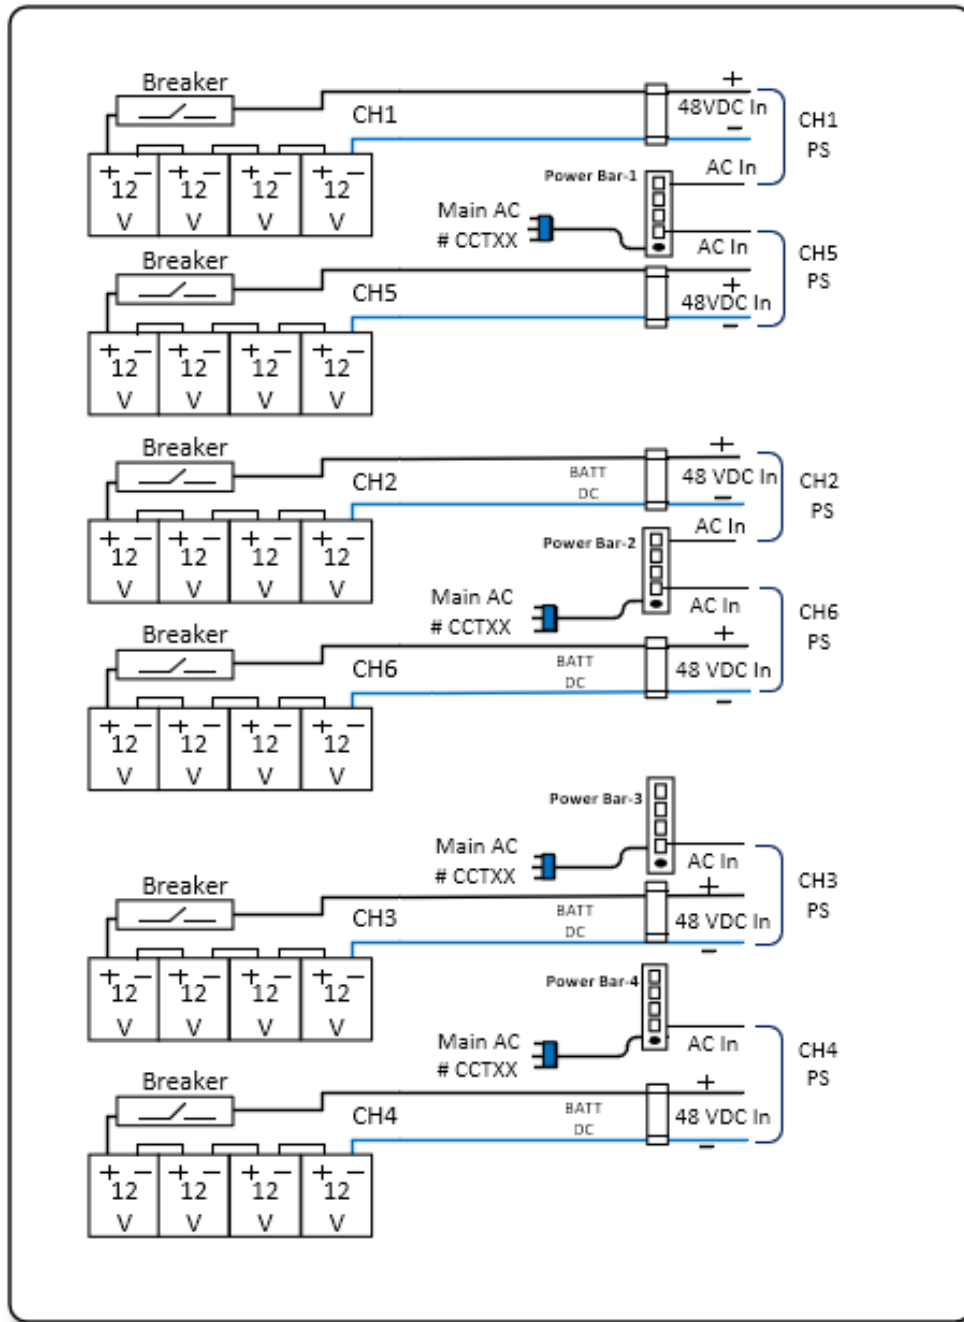 Breaker
CH1
+
48VDC In
−
CH1
PS
+ − + − + − + −
12 12 12 12
V V V V
Power Bar-1
AC In
Main AC
# CCTXX
AC In
Breaker
CH5
+
48VDC In
−
CH5
PS
+ − + − + − + −
12 12 12 12
V V V V
Breaker
CH2
BATT
DC
+
48 VDC In
−
CH2
PS
+ − + − + − + −
12 12 12 12
V V V V
Power Bar-2
AC In
Main AC
# CCTXX
AC In
Breaker
CH6
BATT
DC
+
48 VDC In
−
CH6
PS
+ − + − + − + −
12 12 12 12
V V V V
Power Bar-3
Main AC
# CCTXX
AC In
Breaker
CH3
BATT
DC
+
48 VDC In
−
CH3
PS
+ − + − + − + −
12 12 12 12
V V V V
Power Bar-4
Main AC
# CCTXX
AC In
Breaker
CH4
BATT
DC
+
48 VDC In
−
CH4
PS
+ − + − + − + −
12 12 12 12
V V V V